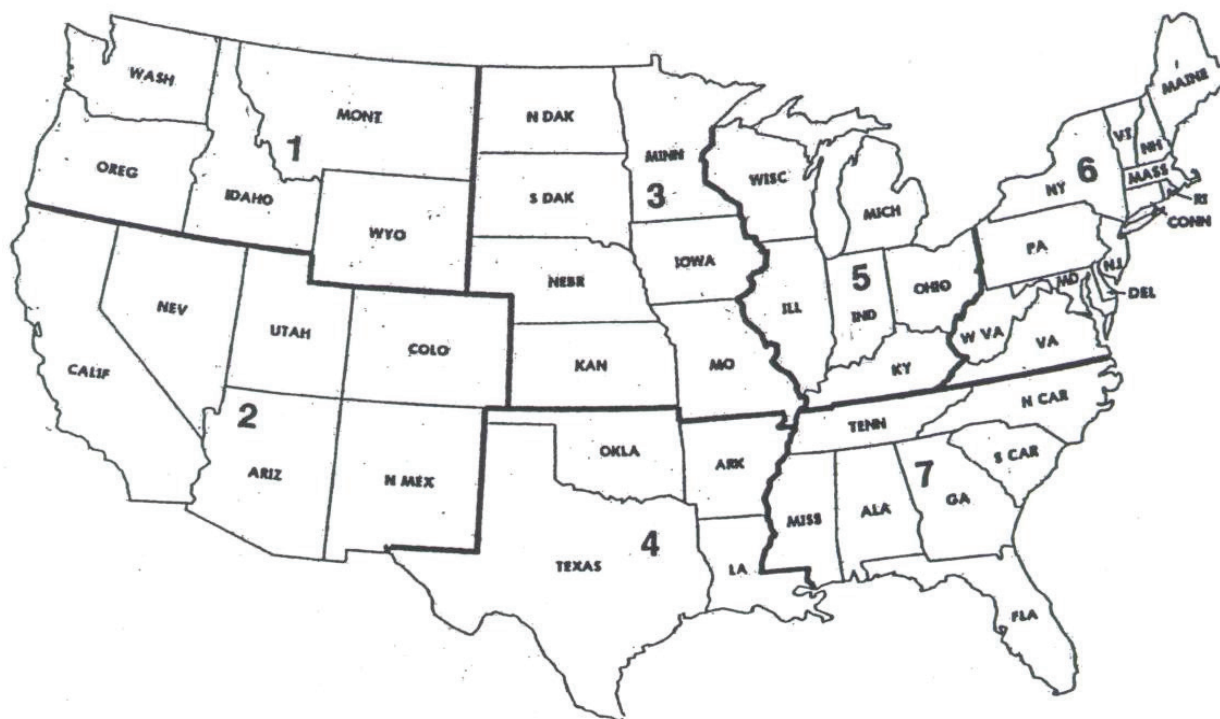 WASH
MONT
N DAK
MINN
MAINE
1
OREG
IDAHO
WYO
S DAK
3
WISC
MICH
NY
6
VT
NH
MASS
RI
CONN
NEV
UTAH
COLO
NEBR
IOWA
ILL
5
IND
OHIO
PA
N.J.
MD
DEL
CALIF
KAN
MO
KY
W VA
VA
2
ARIZ
N MEX
OKLA
ARK
TENN
N CAR
S CAR
TEXAS
4
LA
MISS
ALA
7
GA
FLA